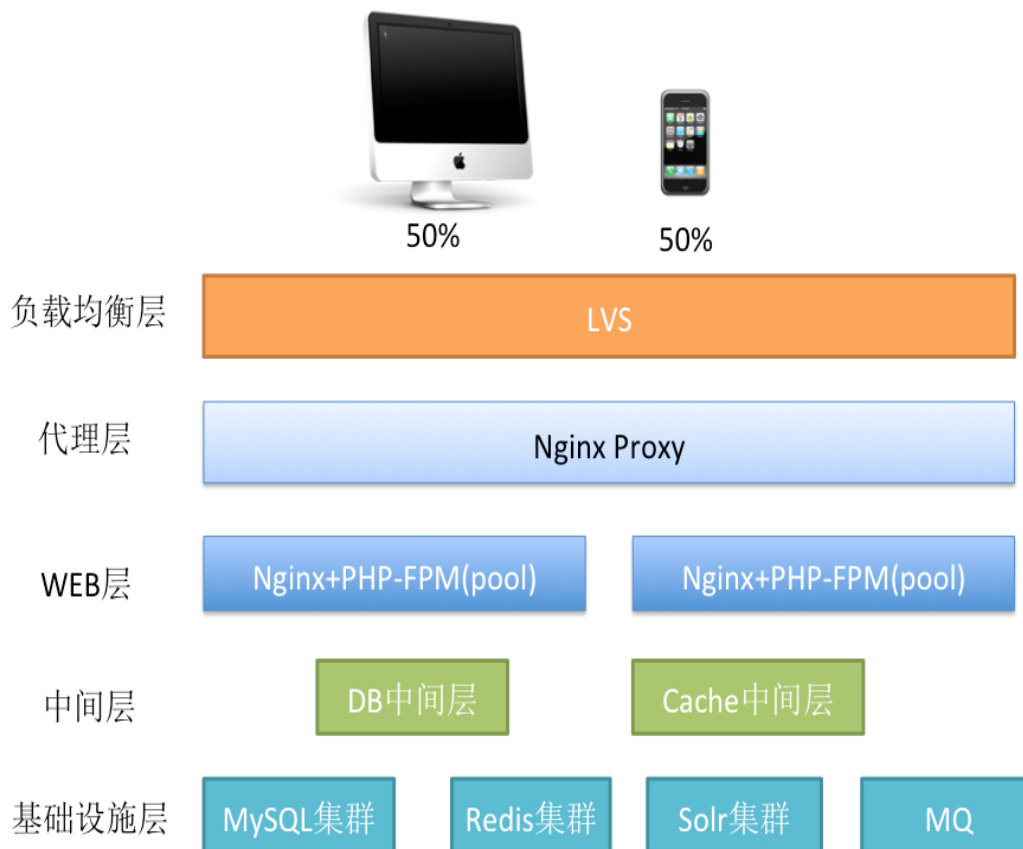 50%
50%
负载均衡层
LVS
代理层
Nginx Proxy
WEB层
Nginx+PHP-FPM(pool)
Nginx+PHP-FPM(pool)
中间层
DB中间层
Cache中间层
基础设施层
MySQL集群
Redis集群
Solr集群
MQ